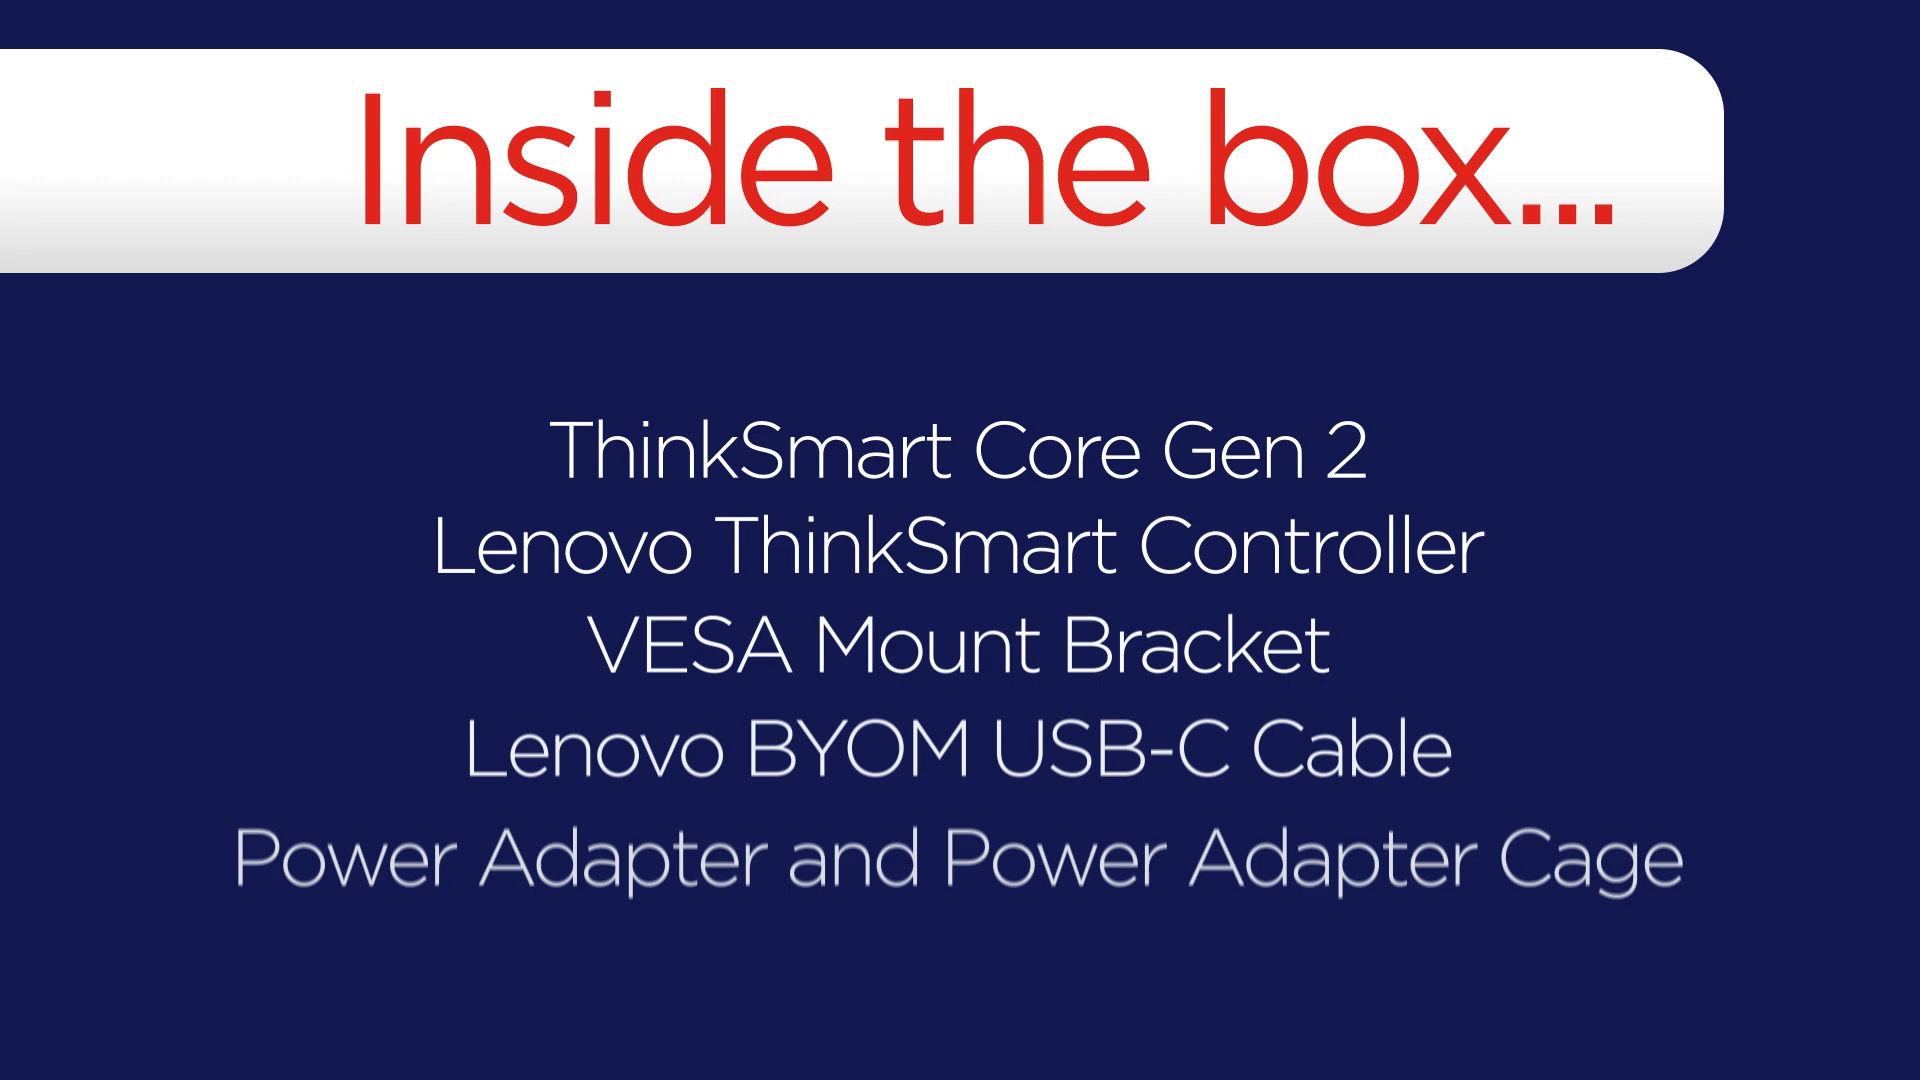 Inside the box...
ThinkSmart Core Gen 2
Lenovo ThinkSmart Controller
VESA Mount Bracket
Lenovo BYOM USB-C Cable
Power Adapter and Power Adapter Cage